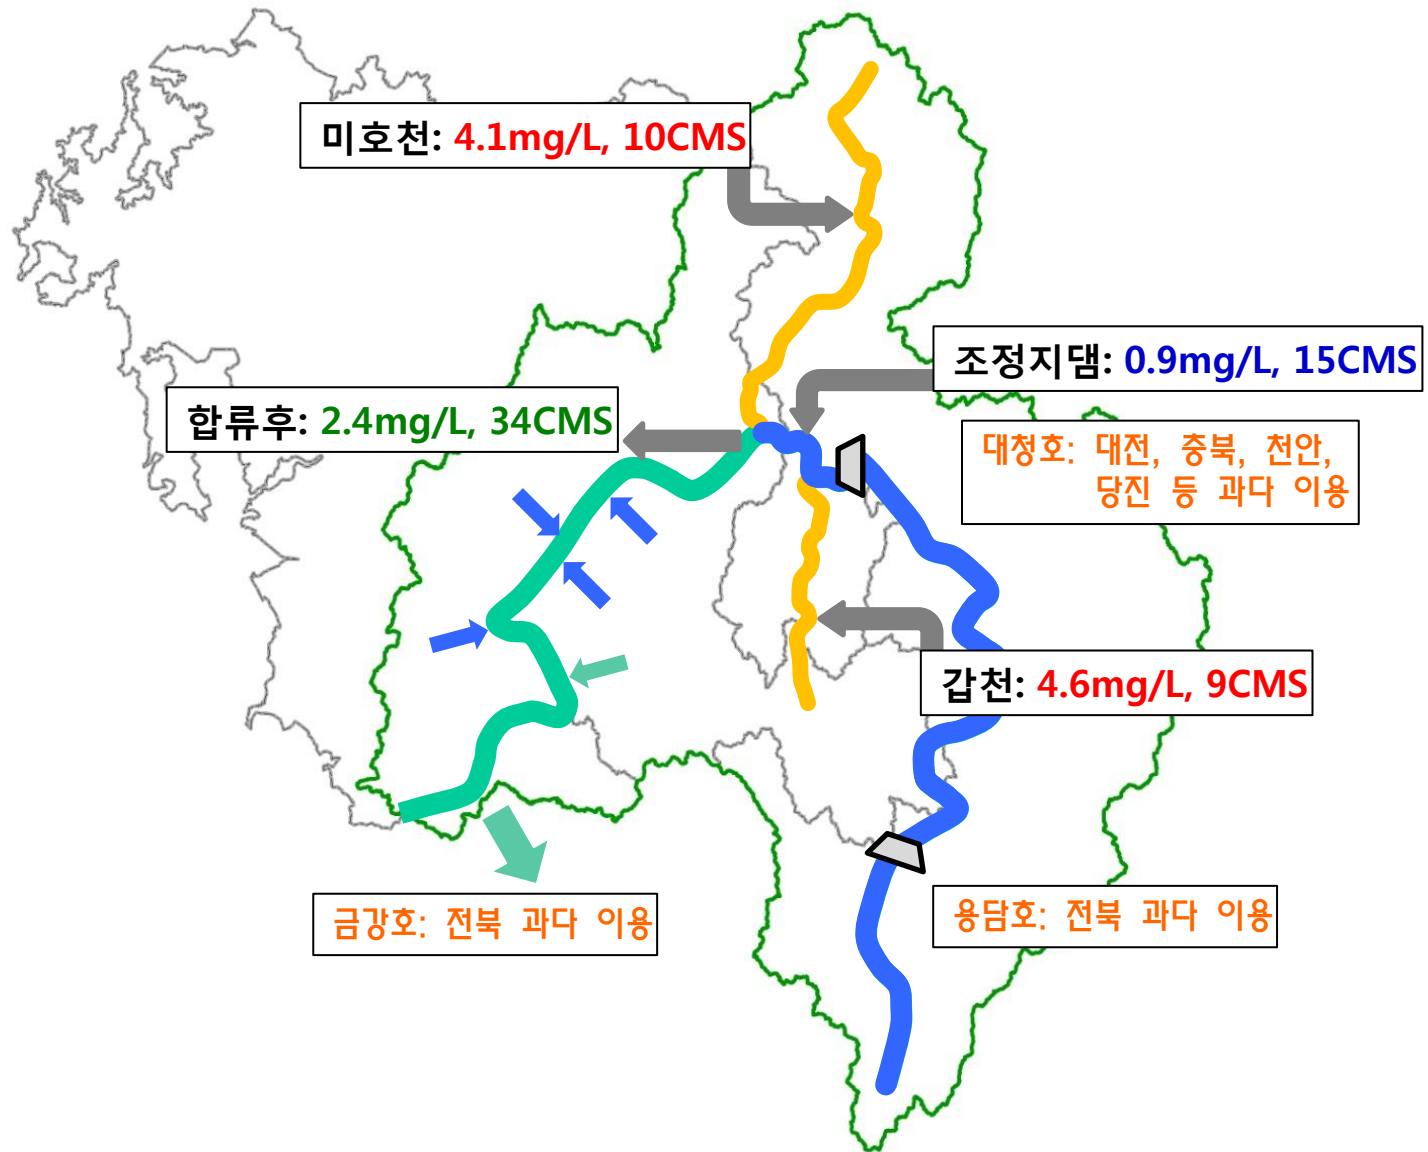 미호천: 4.1mg/L, 10CMS
조정지댐: 0.9mg/L, 15CMS
합류후: 2.4mg/L, 34CMS
대청호: 대전, 충북, 천안,
당진 등 과다 이용
갑천: 4.6mg/L, 9CMS
금강호: 전북 과다 이용
용담호: 전북 과다 이용